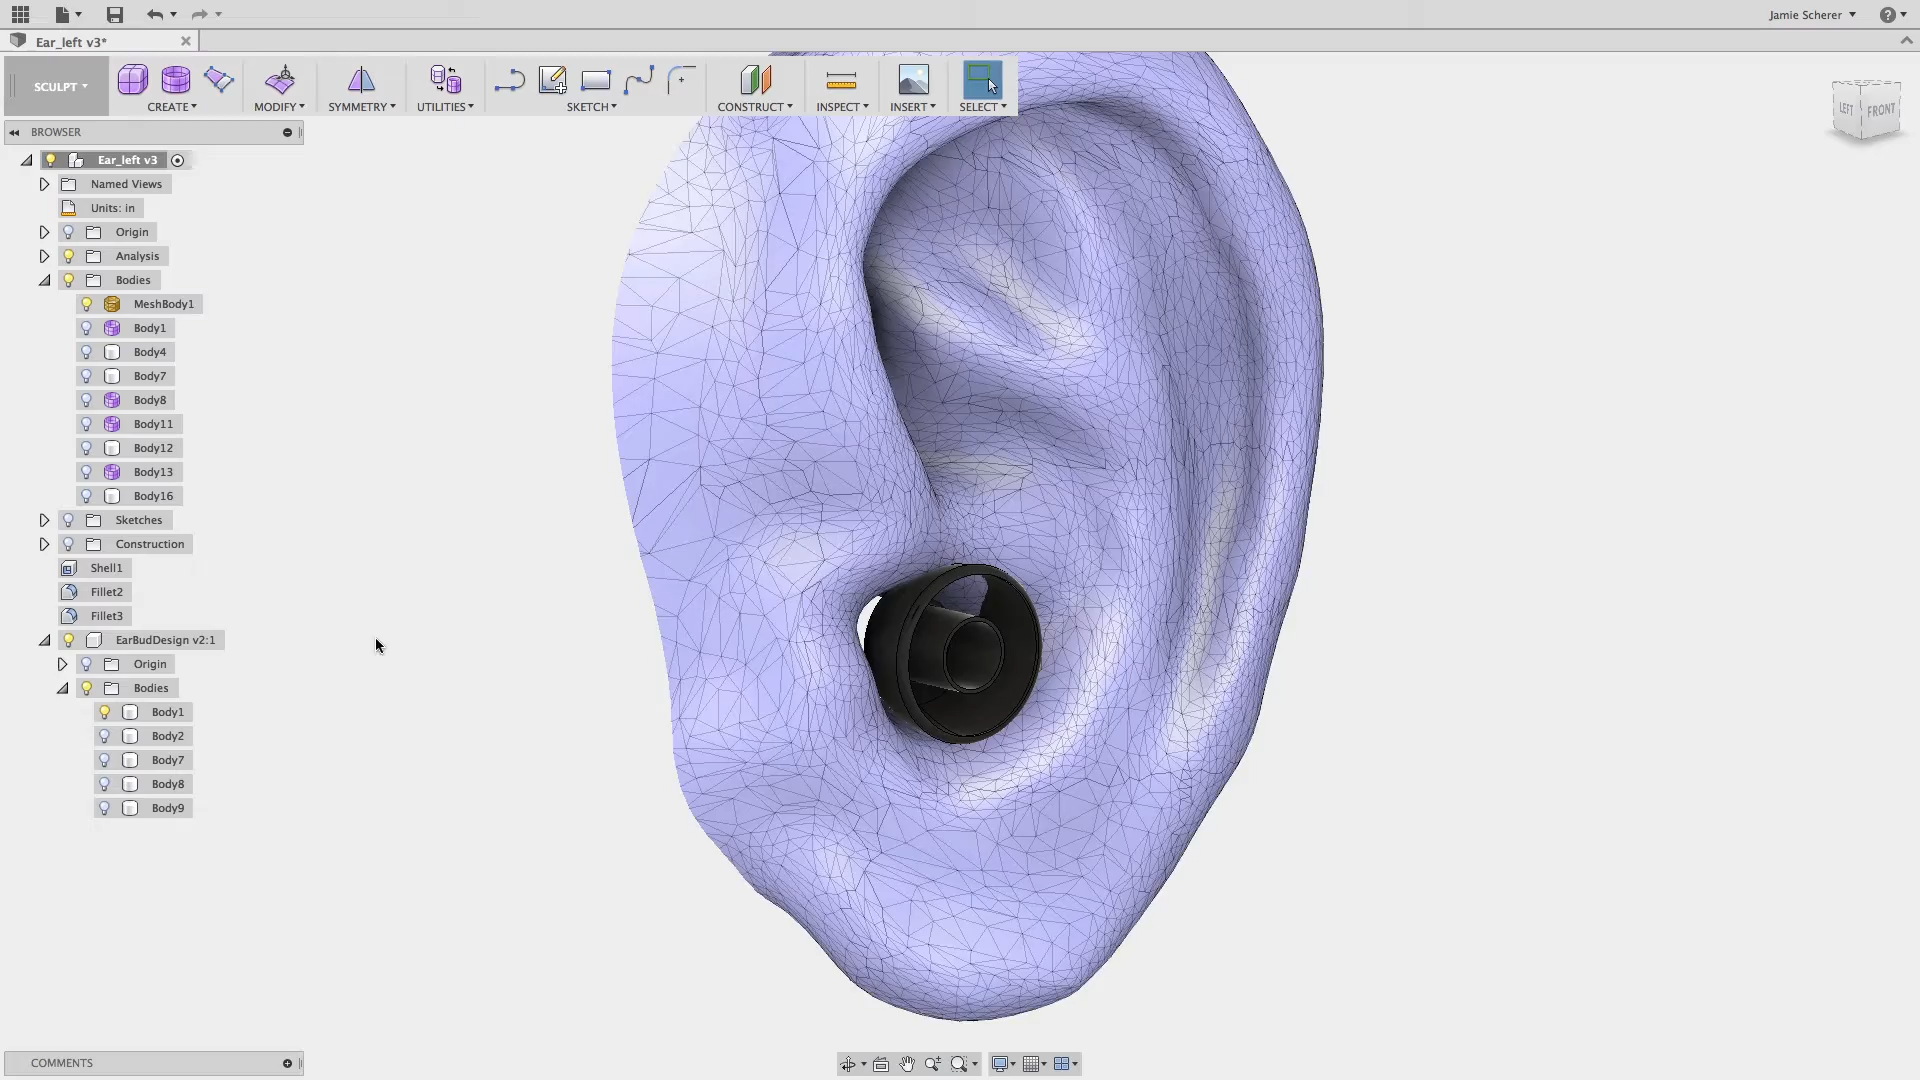 Jamie Scherer
Ear_left v3*
SCULPT
CREATE
MODIFY
SYMMETRY
UTILITIES
SKETCH
CONSTRUCT
INSPECT
INSERT
SELECT
LEFT
FRONT
BROWSER
Ear_left v3
Named Views
Units: in
Origin
Analysis
Bodies
MeshBody1
Body1
Body4
Body7
Body8
Body11
Body12
Body13
Body16
Sketches
Construction
Shell1
Fillet2
Fillet3
EarBudDesign v2:1
Origin
Bodies
Body1
Body2
Body7
Body8
Body9
COMMENTS